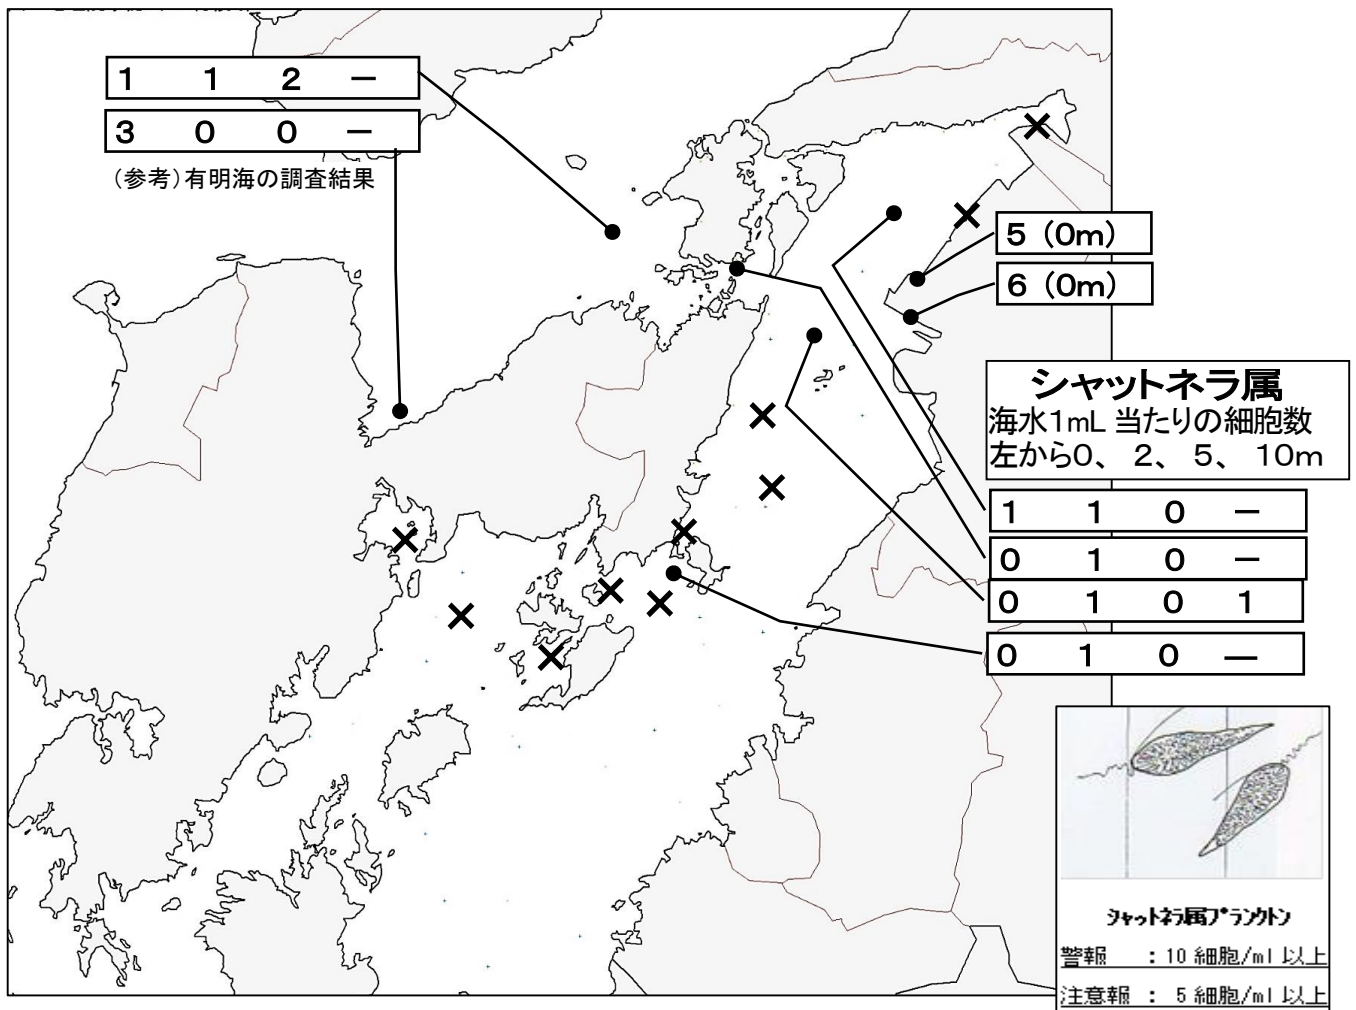 １　１　２　－
３　０　０　－
（参考）有明海の調査結果
５（０ｍ）
６（０ｍ）
シャットネラ属
海水１mL 当たりの細胞数
左から０、２、５、１０ｍ
１　１　０　－
０　１　０　－
０　１　０　１
０　１　０　―
シャットネラ属プランクトン
警報　：10 細胞/ml 以上
注意報：5 細胞/ml 以上